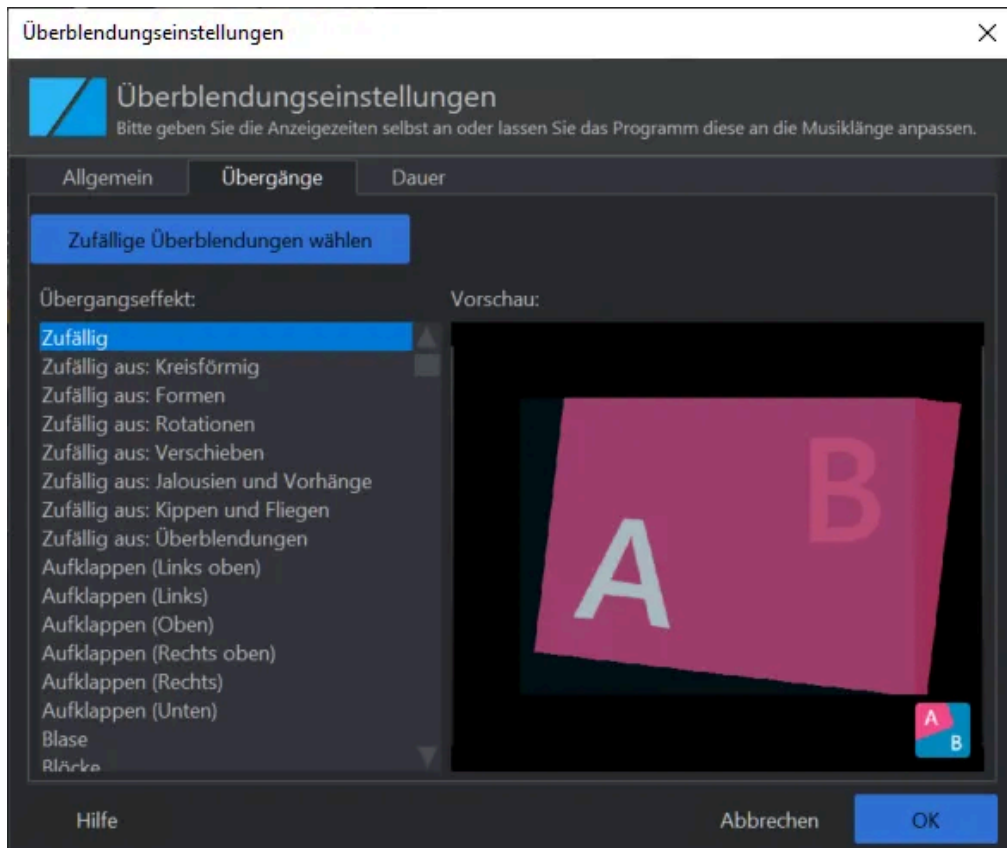 Überblendungseinstellungen
Überblendungseinstellungen
Bitte geben Sie die Anzeigezeiten selbst an oder lassen Sie das Programm diese an die Musiklänge anpassen.
Allgemein Übergänge Dauer
Zufällige Überblendungen wählen
Übergangseffekt: Vorschau:
Zufällig
Zufällig aus: Kreisförmig
Zufällig aus: Formen
Zufällig aus: Rotationen
Zufällig aus: Verschieben
Zufällig aus: Jalousien und Vorhänge
Zufällig aus: Kippen und Fliegen
Zufällig aus: Überblendungen
Aufklappen (Links oben)
Aufklappen (Links)
Aufklappen (Oben)
Aufklappen (Rechts oben)
Aufklappen (Rechts)
Aufklappen (Unten)
Blase
Blöcke
B
A
A
B
Hilfe Abbrechen OK